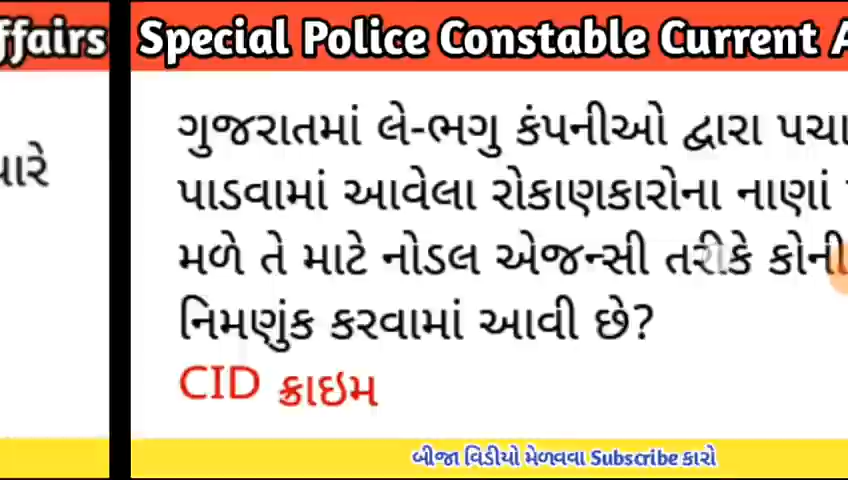 ffairs
Special Police Constable Current A
ગુજરાતમાં લે-ભગુ કંપનીઓ દ્વારા પચા
પાડવામાં આવેલા રોકાણકારોના નાણાં
મળે તે માટે નોડલ એજન્સી તરીકે કોની
નિમણુંક કરવામાં આવી છે?
CID ક્રાઇમ
બીજા વિડીયો મેળવવા Subscribe કારો